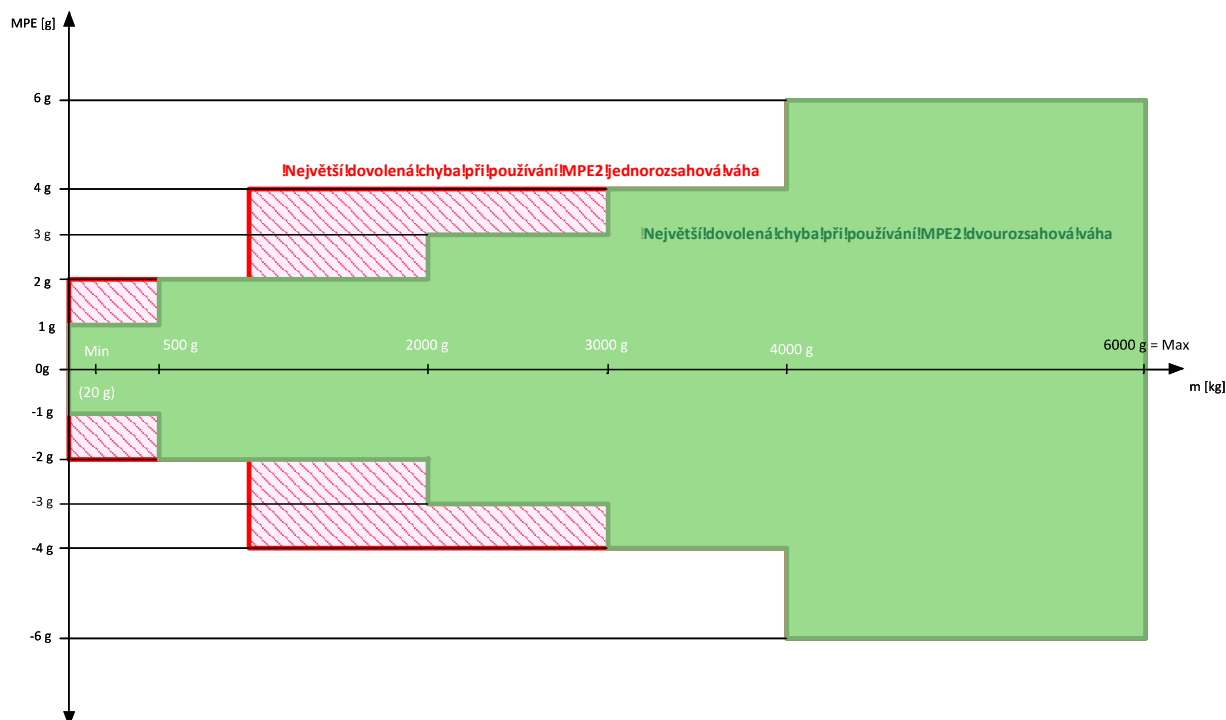 MPE [g]
6 g
!Největší!dovolená!chyba!při!používání!MPE2!jednorozsahová!váha
4 g
3 g
!Největší!dovolená!chyba!při!používání!MPE2!dvourozsahová!váha
2 g
1 g
Min
500 g
2000 g
3000 g
4000 g
6000 g = Max
0g
m [kg]
(20 g)
-1 g
-2 g
-3 g
-4 g
-6 g